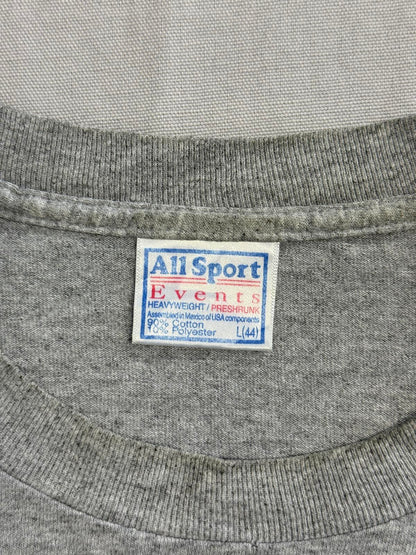 All Sport
Events
HEAVYWEIGHT / PRESHRUNK
Assembled in Mexico of USA components
90% Cotton
10% Polyester L(44)